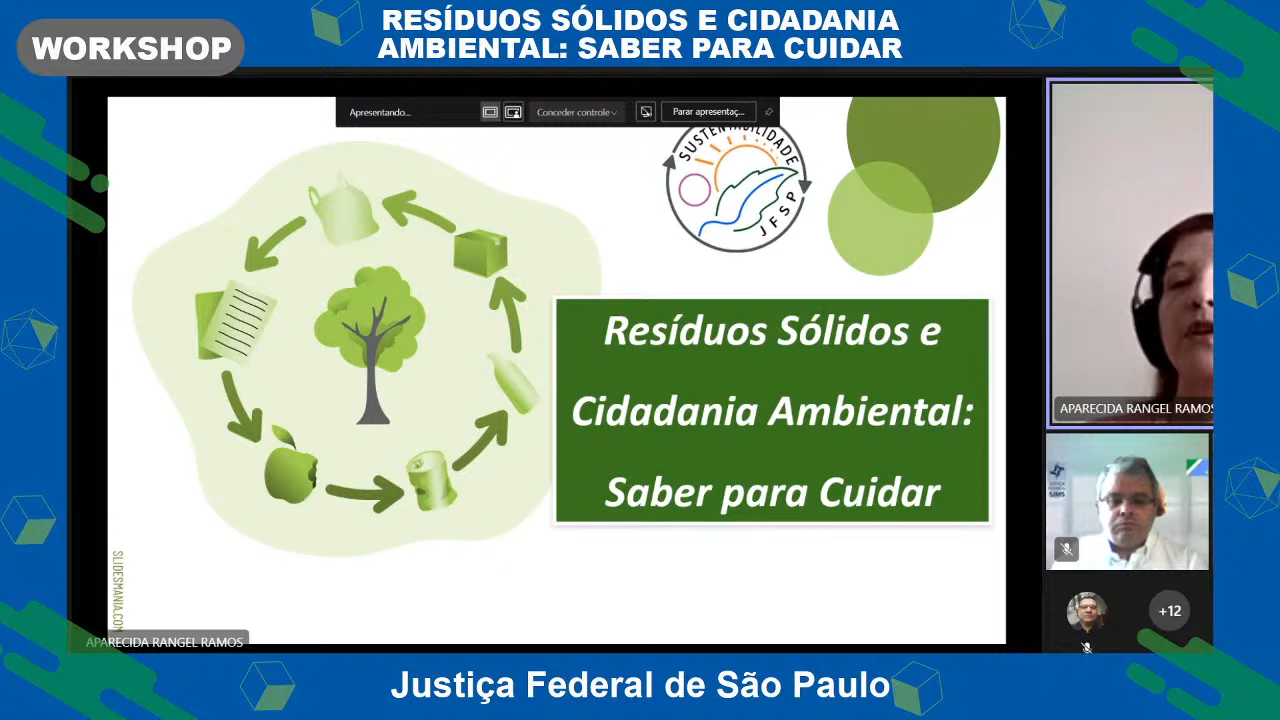 WORKSHOP
RESÍDUOS SÓLIDOS E CIDADANIA
AMBIENTAL: SABER PARA CUIDAR
Apresentando...
Conceder controle
Parar apresentaç...
SUSTENTABILIDADE
JFSP
Resíduos Sólidos e
Cidadania Ambiental:
Saber para Cuidar
SLIDESMANIA.COM
APARECIDA RANGEL RAMOS
APARECIDA RANGEL RAMOS
SJMS
+12
Justiça Federal de São Paulo